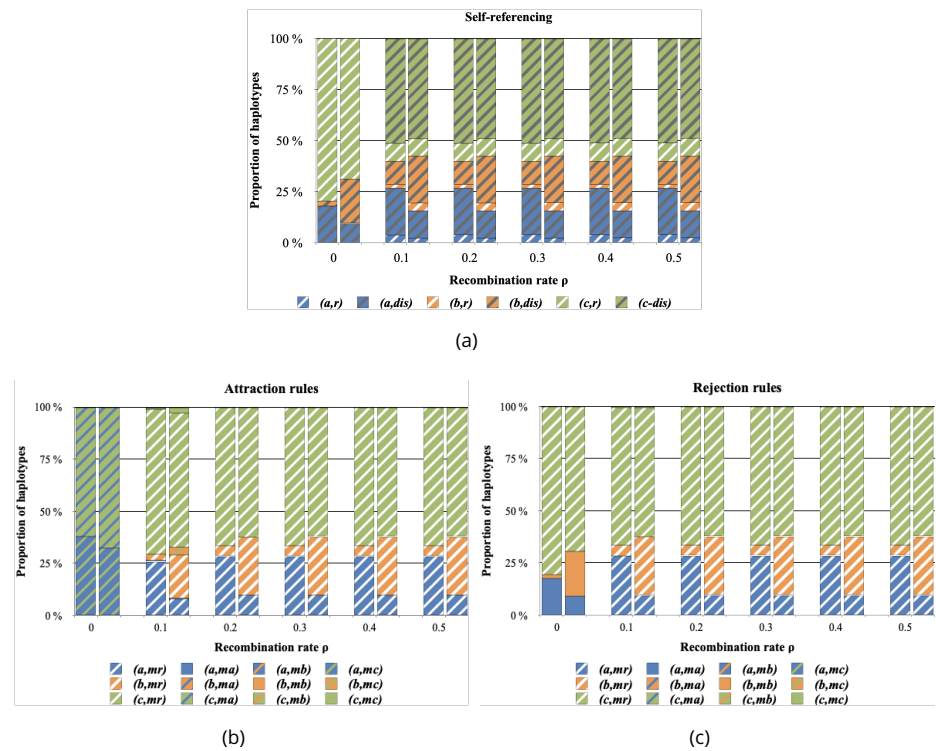 Self-referencing
Proportion of haplotypes
100 %
75 %
50 %
25 %
0 %
0 0.1 0.2 0.3 0.4 0.5
Recombination rate ρ
(a,r) (a,dis) (b,r) (b,dis) (c,r) (c-dis)
(a)
Attraction rules
Proportion of haplotypes
100 %
75 %
50 %
25 %
0 %
0 0.1 0.2 0.3 0.4 0.5
Recombination rate ρ
(a,mr) (a,ma) (a,mb) (a,mc)
(b,mr) (b,ma) (b,mb) (b,mc)
(c,mr) (c,ma) (c,mb) (c,mc)
(b)
Rejection rules
Proportion of haplotypes
100 %
75 %
50 %
25 %
0 %
0 0.1 0.2 0.3 0.4 0.5
Recombination rate ρ
(a,mr) (a,ma) (a,mb) (a,mc)
(b,mr) (b,ma) (b,mb) (b,mc)
(c,mr) (c,ma) (c,mb) (c,mc)
(c)